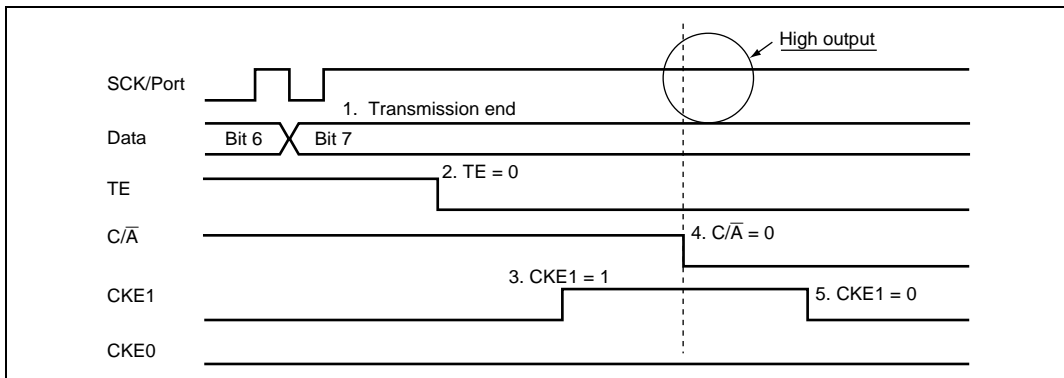 High output
SCK/Port
1. Transmission end
Data
Bit 6
Bit 7
2. TE = 0
TE
C/A̅
4. C/A̅ = 0
3. CKE1 = 1
CKE1
5. CKE1 = 0
CKE0